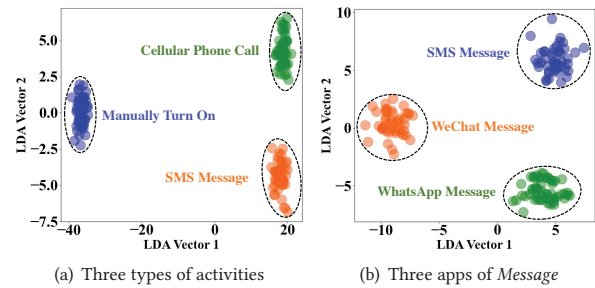 LDA Vector 2
5.0
2.5
0.0
−2.5
−5.0
−7.5
−40
−20
0
20
Cellular Phone Call
Manually Turn On
SMS Message
LDA Vector 1
(a) Three types of activities
LDA Vector 2
10
5
0
−5
−10
−5
0
5
SMS Message
WeChat Message
WhatsApp Message
LDA Vector 1
(b) Three apps of Message